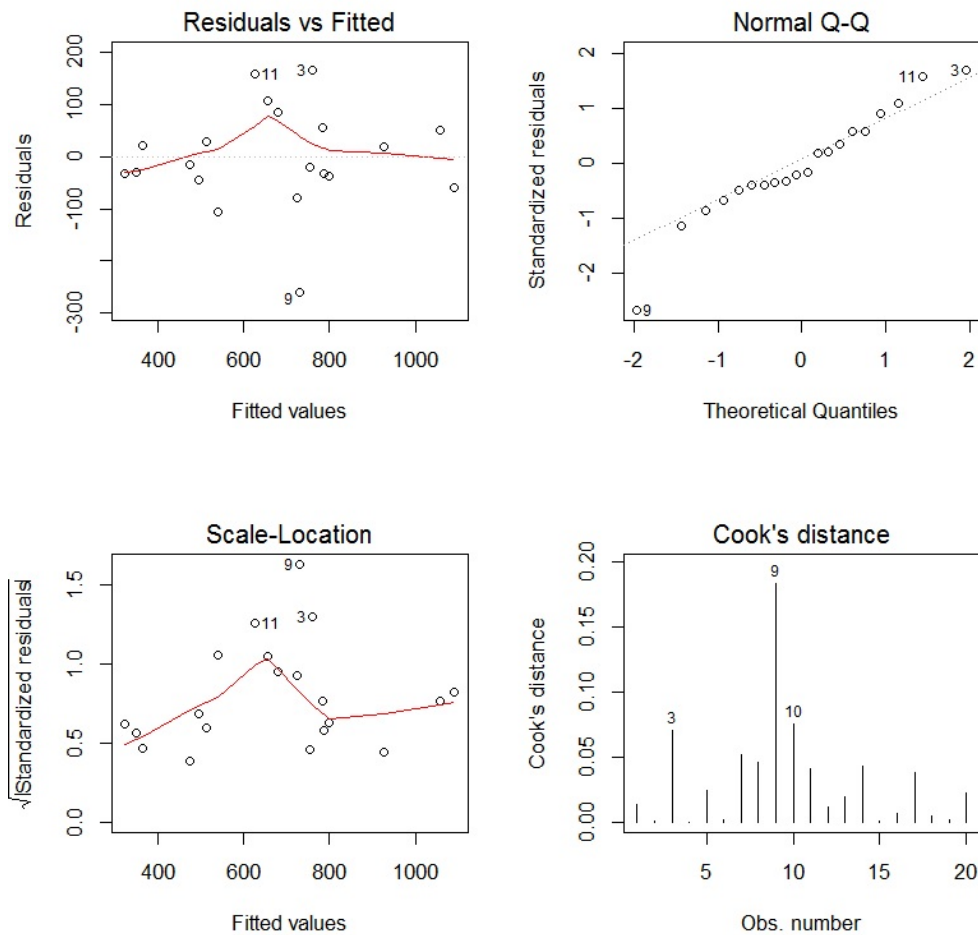 Residuals vs Fitted
Residuals
200
100
0
-100
-300
11
3
9
400 600 800 1000
Fitted values
Normal Q-Q
Standardized residuals
2
1
0
-1
-2
11
3
9
-2 -1 0 1 2
Theoretical Quantiles
Scale-Location
√|Standardized residuals|
1.5
1.0
0.5
0.0
9
11
3
400 600 800 1000
Fitted values
Cook's distance
Cook's distance
0.20
0.15
0.10
0.05
0.00
9
3
10
5 10 15 20
Obs. number